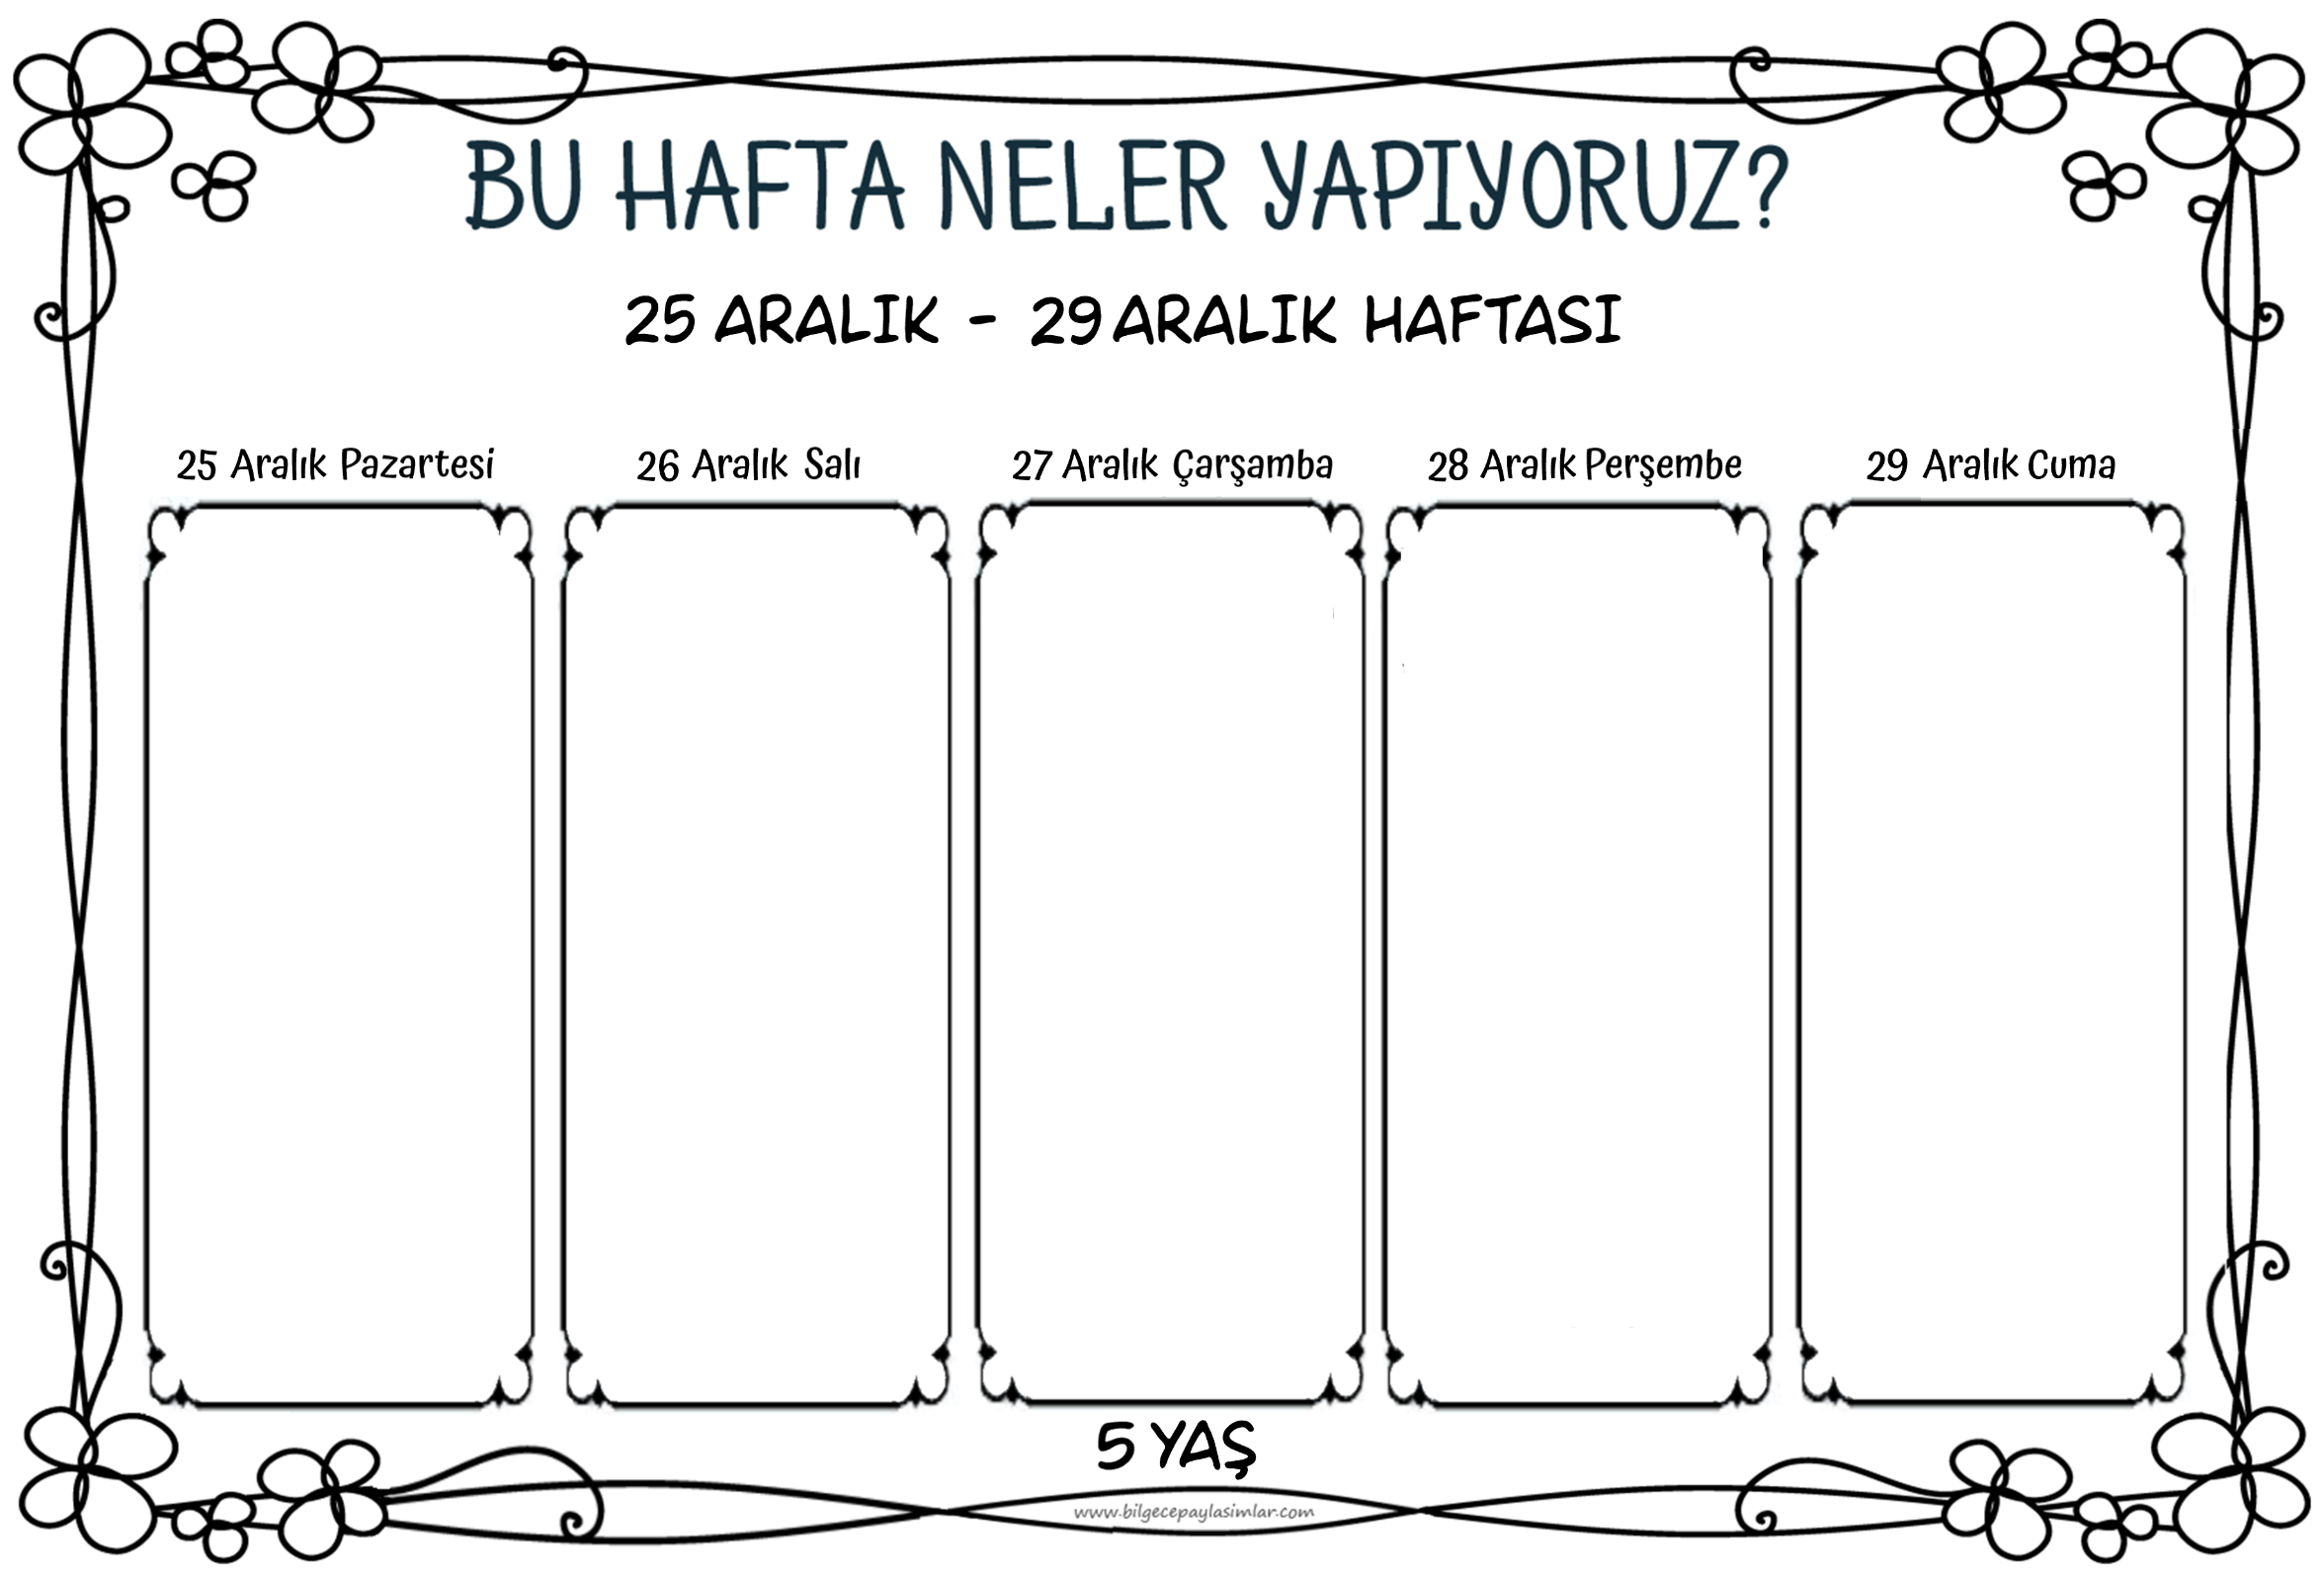 BU HAFTA NELER YAPIYORUZ?
25 ARALIK - 29 ARALIK HAFTASI
25 Aralık Pazartesi
26 Aralık Salı
27 Aralık Çarşamba
28 Aralık Perşembe
29 Aralık Cuma
5 YAŞ
www.bilgecepaylasimlar.com